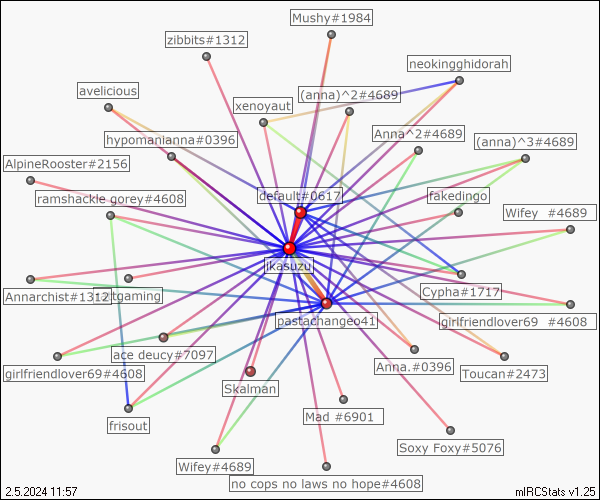 Mushy#1984
zibbits#1312
neokingghidorah
avelicious
(anna)^2#4689
xenoyaut
Anna^2#4689
hypomanianna#0396
(anna)^3#4689
AlpineRooster#2156
default#0617
fakedingo
ramshackle gorey#4608
Wifey #4689
jkasuzu
Annarchist#1312
Cypha#1717
pastachangeo41
girlfriendlover69 #4608
ace deucy#7097
girlfriendlover69#4608
Anna.#0396
Toucan#2473
Skalman
Mad #6901
frisout
Soxy Foxy#5076
Wifey#4689
no cops no laws no hope#4608
2.5.2024 11:57
mIRCStats v1.25